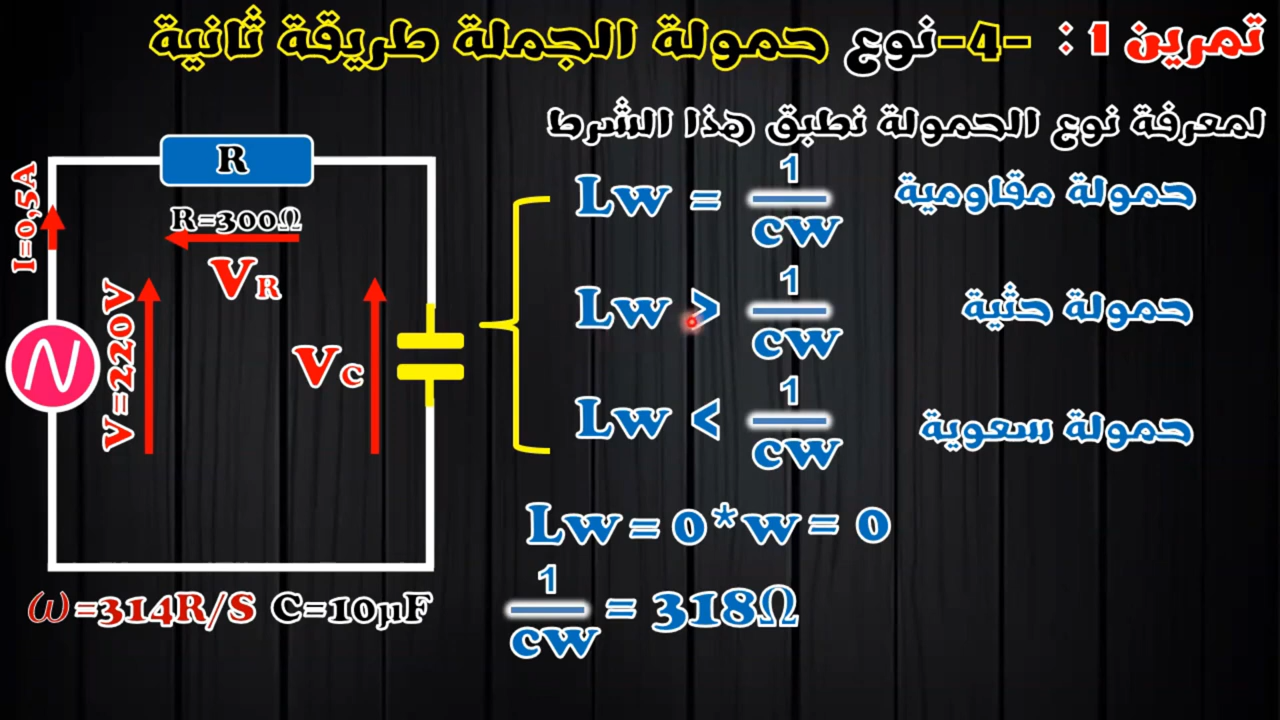 تمرين 1 : -4-نوع حمولة الجملة طريقة ثانية
لمعرفة نوع الحمولة نطبق هذا الشرط
Lw = 1/cw حمولة مقاومية
Lw > 1/cw حمولة حثية
Lw < 1/cw حمولة سعوية
Lw = 0*w = 0
1/cw = 318Ω
R
R=300Ω
I=0,5A
VR
V=220V
VC
N
ω=314R/S C=10µF